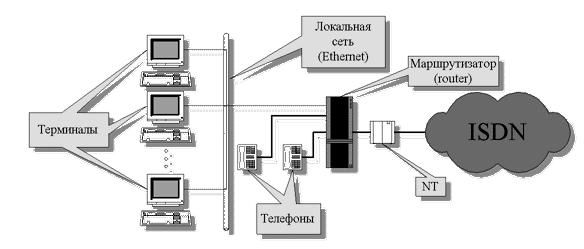 Локальная
сеть
(Ethernet)
Маршрутизатор
(router)
Терминалы
ISDN
Телефоны
NT